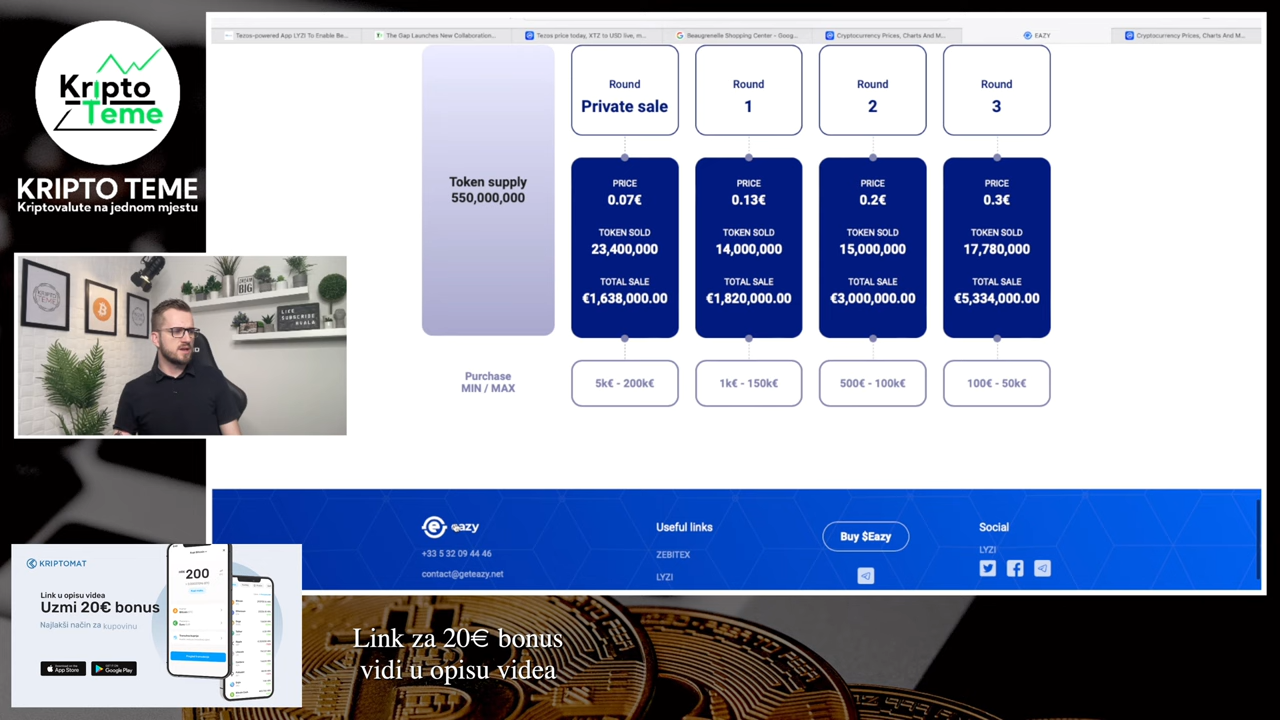 Kripto
Teme
KRIPTO TEME
Kriptovalute na jednom mjestu
Tezos-powered App LYZI To Enable Be...
The Gap Launches New Collaboration...
Tezos price today, XTZ to USD live, m...
Beaugrenelle Shopping Center - Goog...
Cryptocurrency Prices, Charts And M...
EAZY
Cryptocurrency Prices, Charts And M...
Token supply
550,000,000
Round
Private sale
PRICE
0.07€
TOKEN SOLD
23,400,000
TOTAL SALE
€1,638,000.00
Round
1
PRICE
0.13€
TOKEN SOLD
14,000,000
TOTAL SALE
€1,820,000.00
Round
2
PRICE
0.2€
TOKEN SOLD
15,000,000
TOTAL SALE
€3,000,000.00
Round
3
PRICE
0.3€
TOKEN SOLD
17,780,000
TOTAL SALE
€5,334,000.00
Purchase
MIN / MAX
5k€ - 200k€
1k€ - 150k€
500€ - 100k€
100€ - 50k€
eazy
+33 5 32 09 44 46
contact@geteazy.net
Useful links
ZEBITEX
LYZI
Buy $Eazy
Social
LYZI
DREAM
BIG
LIKE
SUBSCRIBE
KRIPTOMAT
Link u opisu videa
Uzmi 20€ bonus
Najlakši način za kupovinu
App Store
Google Play
200
Link za 20€ bonus
vidi u opisu videa